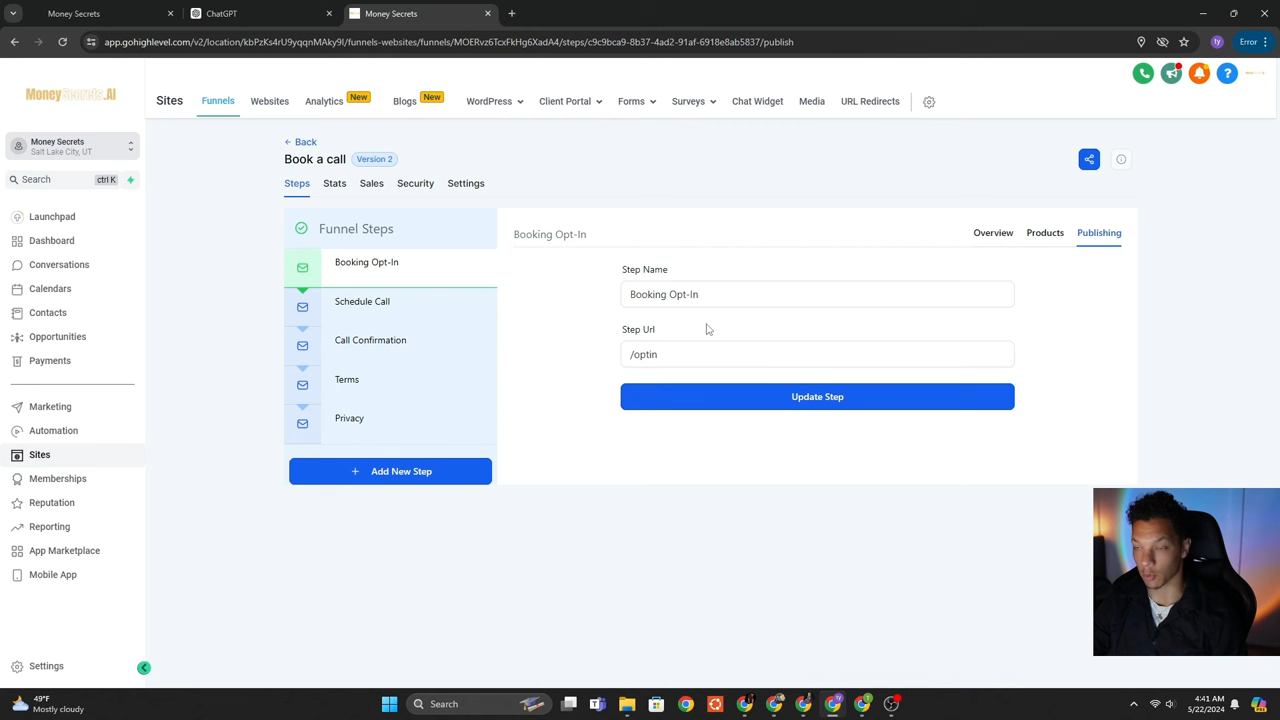 Money Secrets
ChatGPT
Money Secrets
app.gohighlevel.com/v2/location/kbPzKs4rU9yqqnMAky9l/funnels-websites/funnels/MOERvz6TcxFkHg6XadA4/steps/c9c9bca9-8b37-4ad2-91af-6918e8ab5837/publish
ty
Error
MoneySecrets.AI
Sites
Funnels
Websites
Analytics
New
Blogs
New
WordPress
Client Portal
Forms
Surveys
Chat Widget
Media
URL Redirects
Money Secrets
Salt Lake City, UT
Search
ctrl K
Launchpad
Dashboard
Conversations
Calendars
Contacts
Opportunities
Payments
Marketing
Automation
Sites
Memberships
Reputation
Reporting
App Marketplace
Mobile App
Settings
← Back
Book a call
Version 2
Steps
Stats
Sales
Security
Settings
Funnel Steps
Booking Opt-In
Schedule Call
Call Confirmation
Terms
Privacy
+ Add New Step
Booking Opt-In
Overview
Products
Publishing
Step Name
Booking Opt-In
Step Url
/optin
Update Step
49°F
Mostly cloudy
Search
4:41 AM
5/22/2024